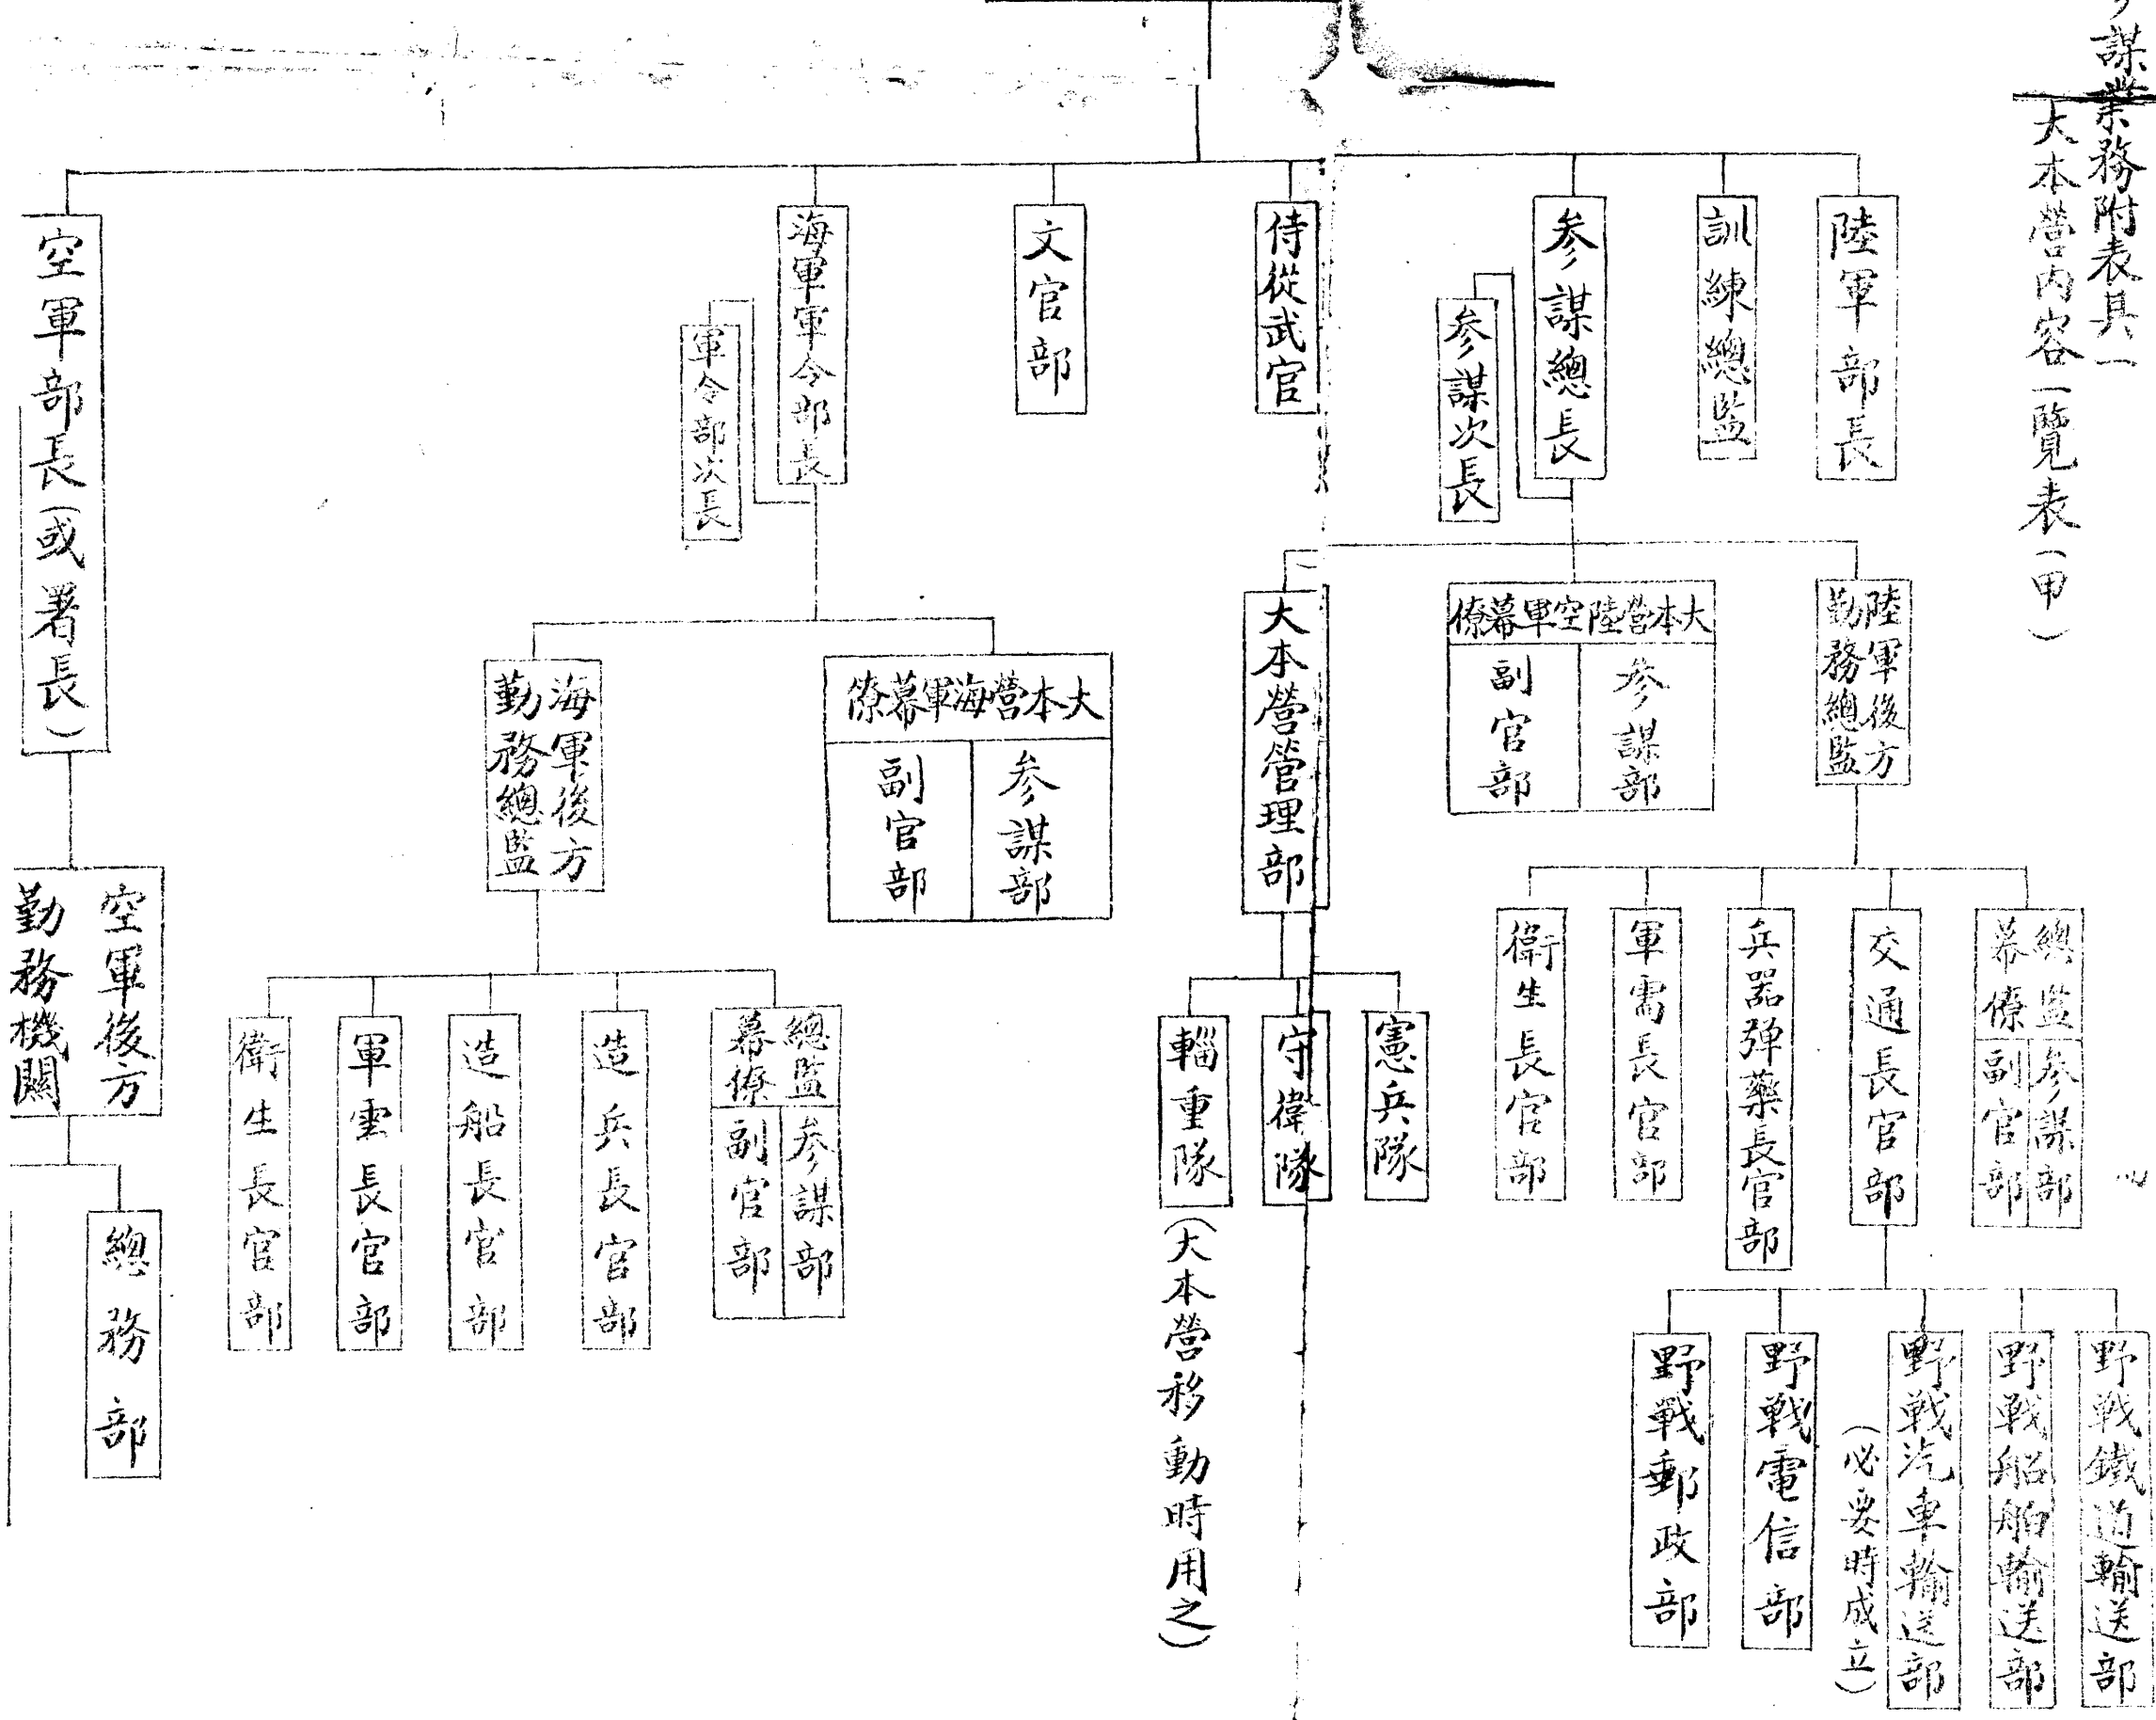 謀業務附表具一
大本營内容一覽表(甲)
陸軍部長
訓練總監
参謀總長
参謀次長
侍從武官
文官部
海軍軍令部長
軍令部次長
空軍部長(或署長)
陸軍後方
勤務總監
大本營陸空軍幕僚
参謀部
副官部
大本營管理部
大本營海軍幕僚
参謀部
副官部
海軍後方
勤務總監
空軍後方
勤務機關
總監
幕僚
参謀部
副官部
交通長官部
兵器弹藥長官部
軍需長官部
衛生長官部
憲兵隊
守衛隊
輜重隊
(大本營移動時用之)
總監
幕僚
参謀部
副官部
造兵長官部
造船長官部
軍需長官部
衛生長官部
總務部
野戰鐵道輸送部
野戰船舶輸送部
野戰汽車輸送部
(必要時成立)
野戰電信部
野戰郵政部